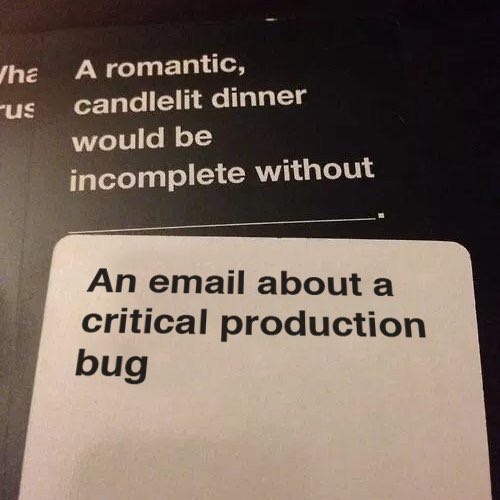 A romantic,
candlelit dinner
would be
incomplete without
.
An email about a
critical production
bug